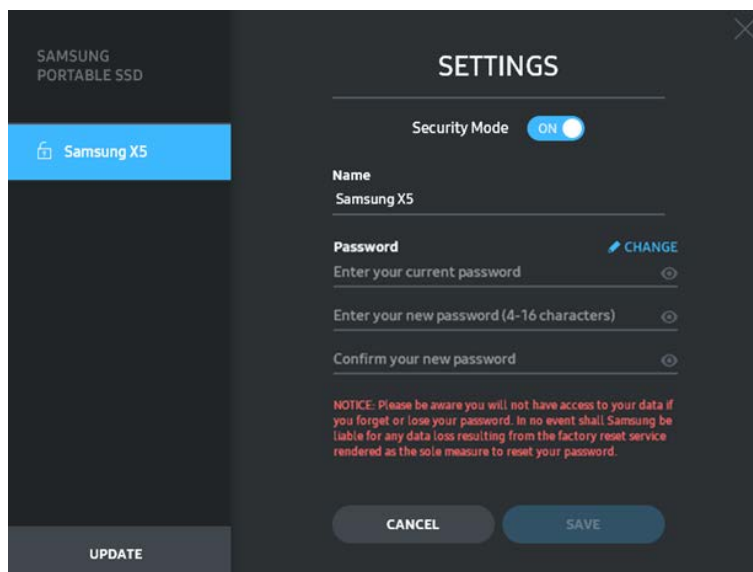 SAMSUNG
PORTABLE SSD
Samsung X5
UPDATE
SETTINGS
Security Mode ON
Name
Samsung X5
Password CHANGE
Enter your current password
Enter your new password (4-16 characters)
Confirm your new password
NOTICE: Please be aware you will not have access to your data if
you forget or lose your password. In no event shall Samsung be
liable for any data loss resulting from the factory reset service
rendered as the sole measure to reset your password.
CANCEL SAVE